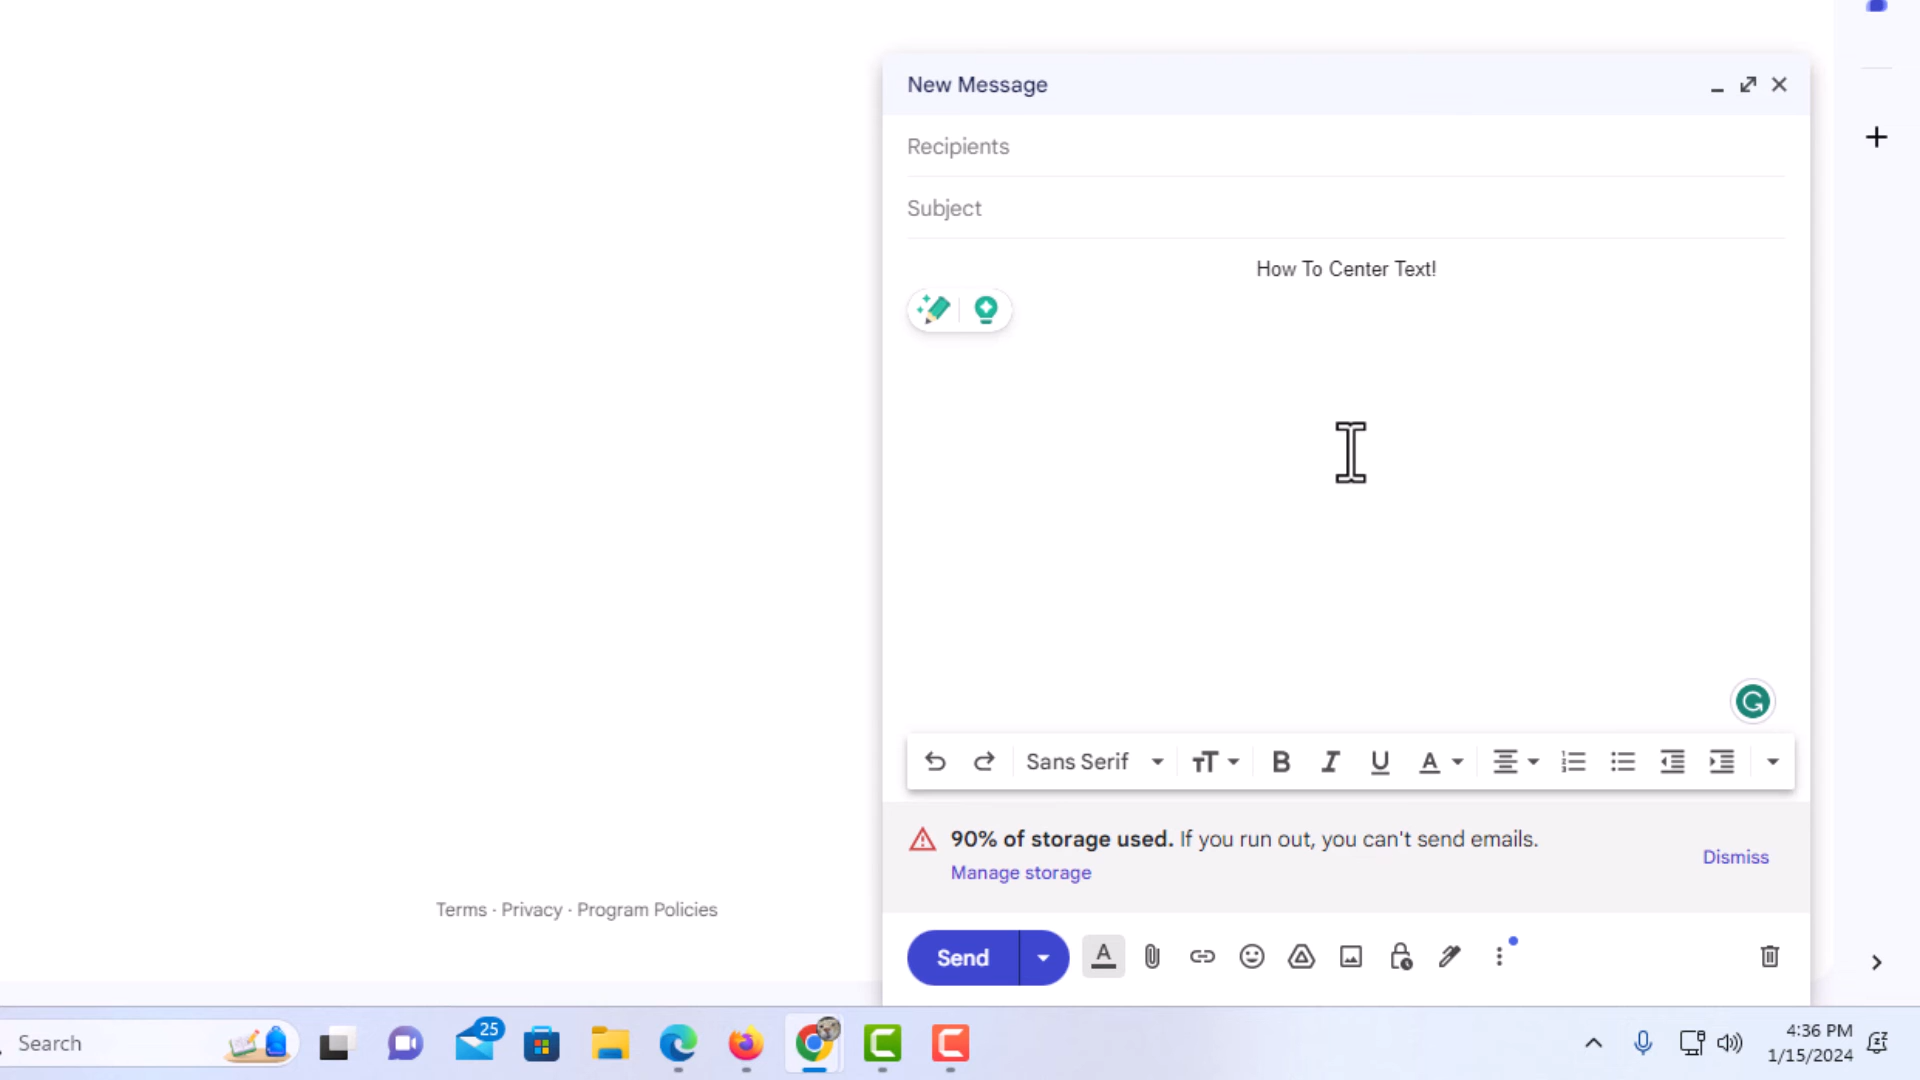 New Message
Recipients
Subject
How To Center Text!
Sans Serif
90% of storage used. If you run out, you can't send emails.
Manage storage
Dismiss
Terms · Privacy · Program Policies
Send
Search
25
4:36 PM
1/15/2024